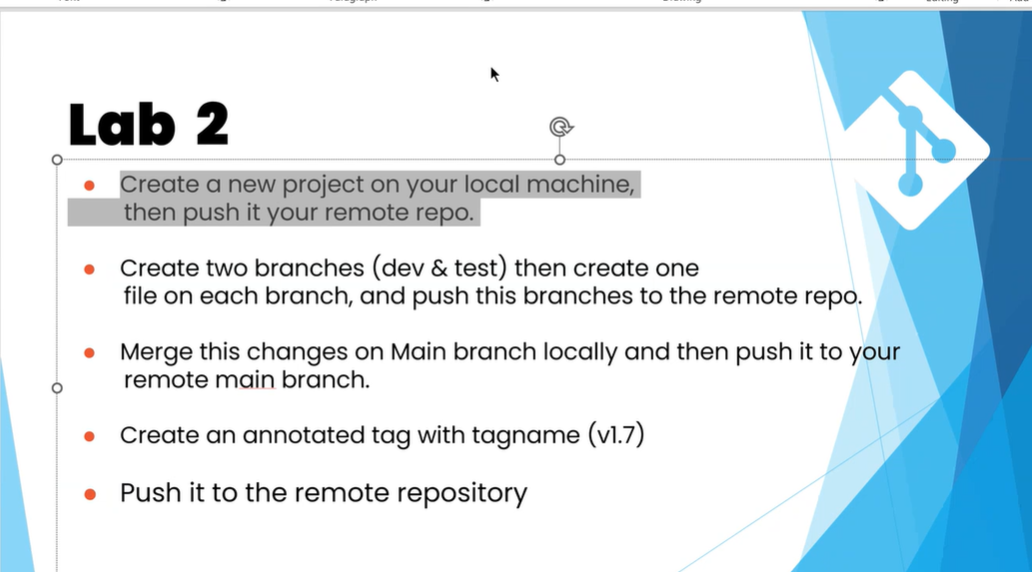 Lab 2
Create a new project on your local machine,
then push it your remote repo.
Create two branches (dev & test) then create one
file on each branch, and push this branches to the remote repo.
Merge this changes on Main branch locally and then push it to your
remote main branch.
Create an annotated tag with tagname (v1.7)
Push it to the remote repository